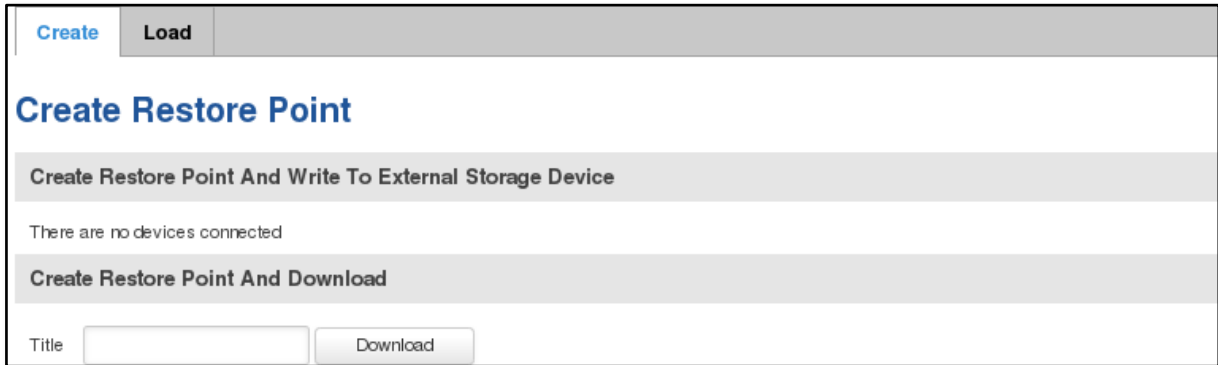 Create Load
Create Restore Point
Create Restore Point And Write To External Storage Device
There are no devices connected
Create Restore Point And Download
Title Download